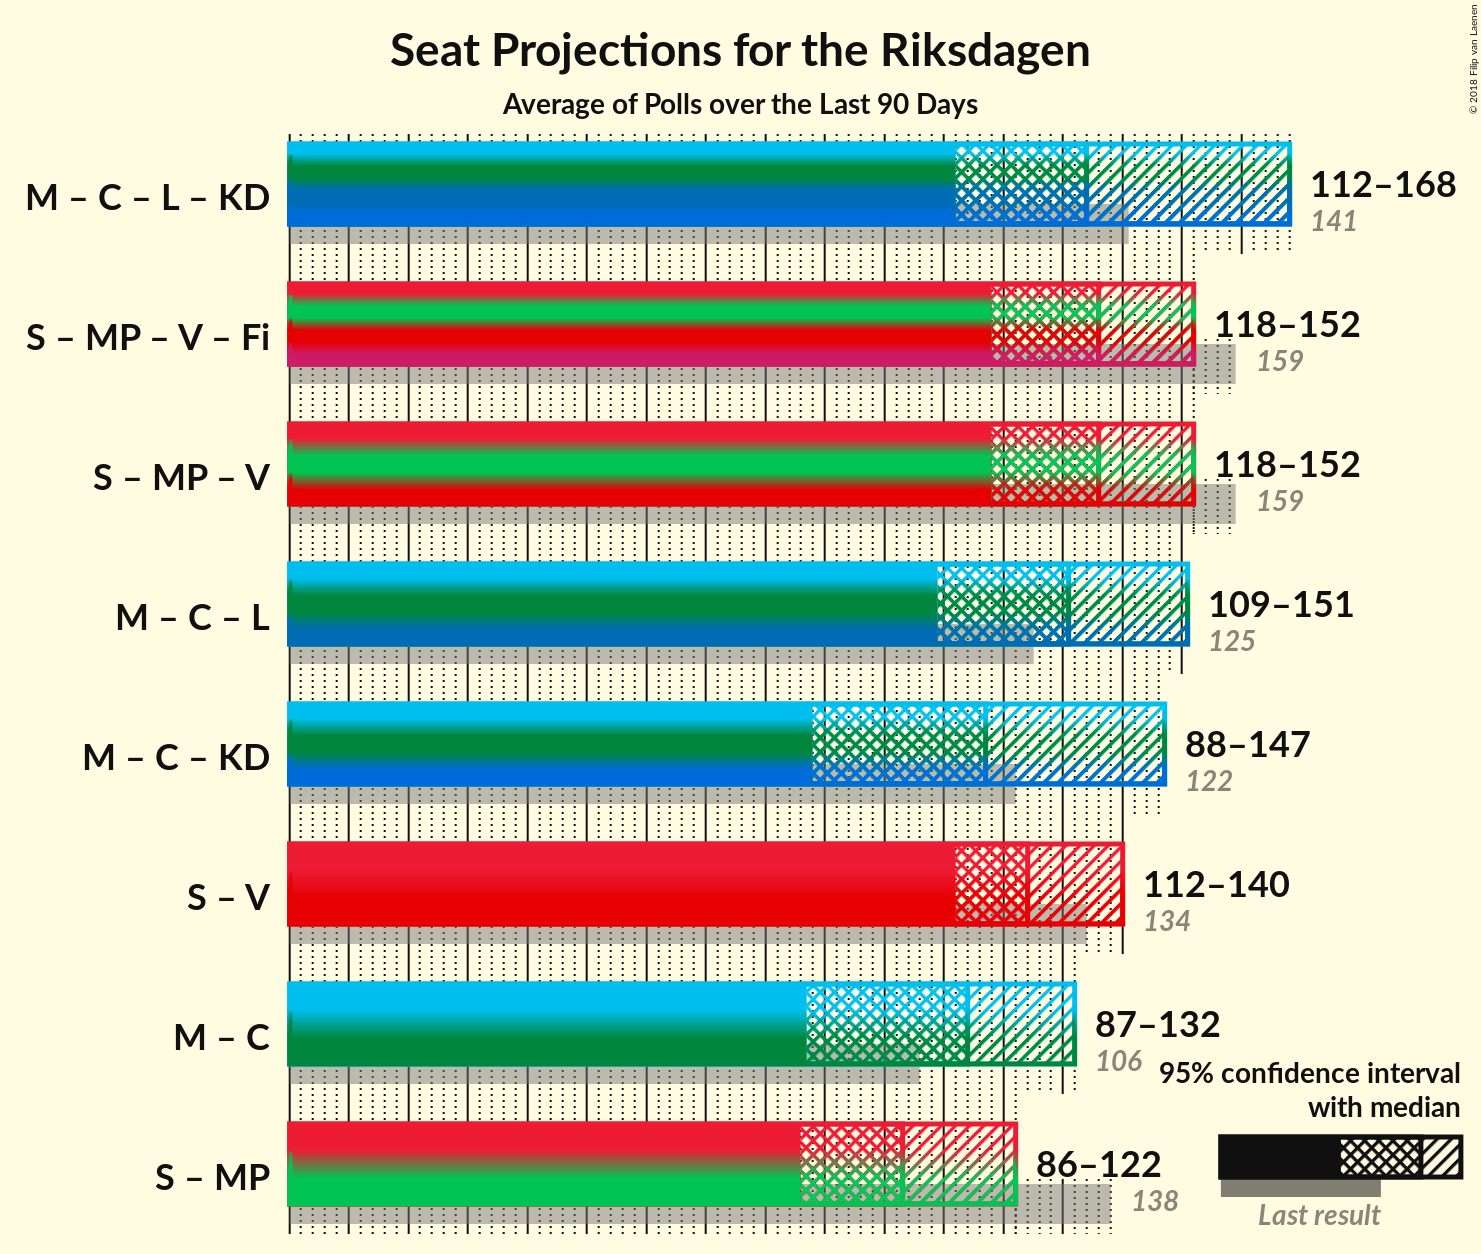 Seat Projections for the Riksdagen
Average of Polls over the Last 90 Days
© 2018 Filip van Laenen
M – C – L – KD
112–168
141
S – MP – V – Fi
118–152
159
S – MP – V
118–152
159
M – C – L
109–151
125
M – C – KD
88–147
122
S – V
112–140
134
M – C
87–132
106
S – MP
86–122
138
95% confidence interval
with median
Last result